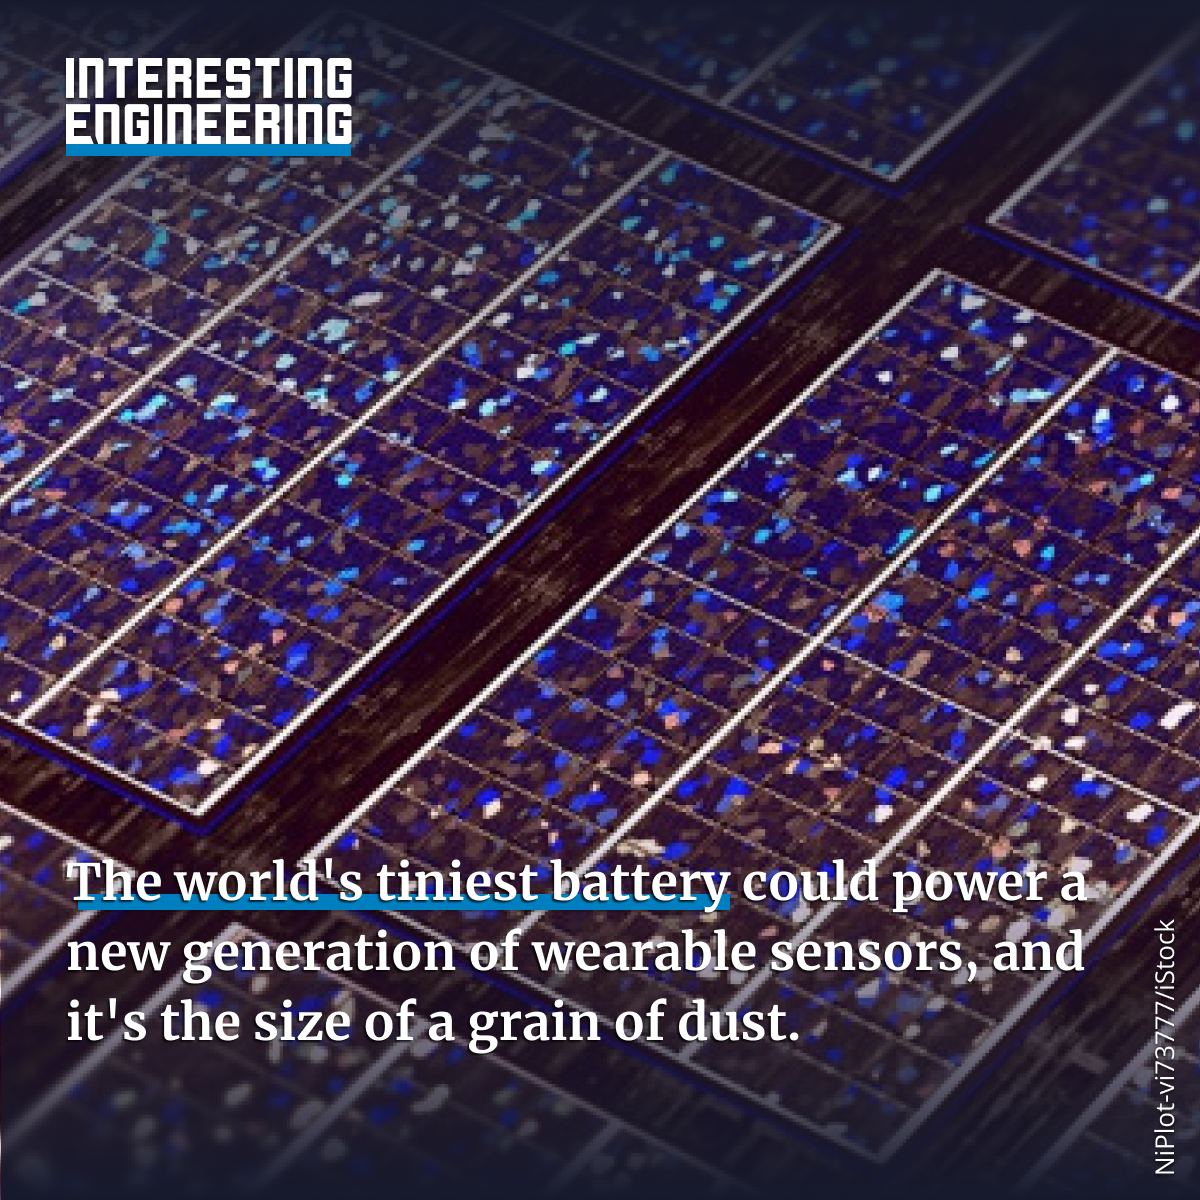 INTERESTING
ENGINEERING
The world's tiniest battery could power a
new generation of wearable sensors, and
it's the size of a grain of dust.
NiPlot-vi73777/iStock